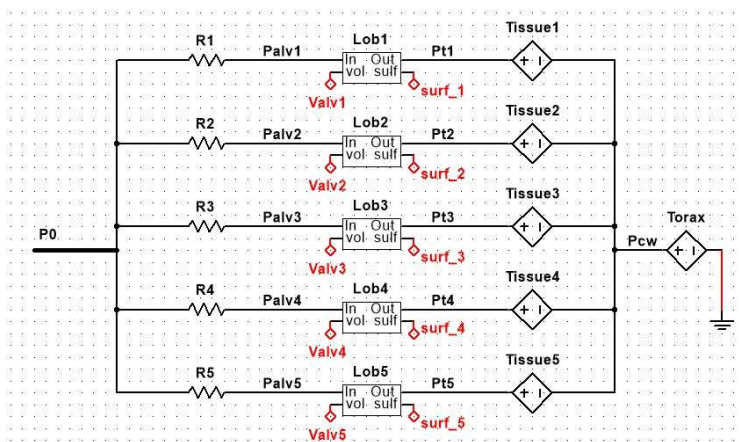 Tissue1
R1 Palv1 Lob1 Pt1
In Out
vol sulf
Valv1 surf_1
Tissue2
R2 Palv2 Lob2 Pt2
In Out
vol sulf
Valv2 surf_2
Tissue3
R3 Palv3 Lob3 Pt3
In Out
vol sulf
Valv3 surf_3
P0 Pcw Torax
Tissue4
R4 Palv4 Lob4 Pt4
In Out
vol sulf
Valv4 surf_4
Tissue5
R5 Palv5 Lob5 Pt5
In Out
vol sulf
Valv5 surf_5